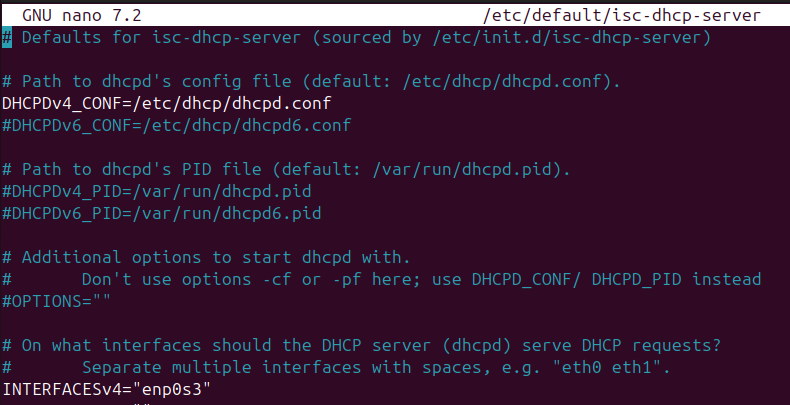 GNU nano 7.2 /etc/default/isc-dhcp-server
# Defaults for isc-dhcp-server (sourced by /etc/init.d/isc-dhcp-server)
# Path to dhcpd's config file (default: /etc/dhcp/dhcpd.conf).
DHCPDv4_CONF=/etc/dhcp/dhcpd.conf
#DHCPDv6_CONF=/etc/dhcp/dhcpd6.conf
# Path to dhcpd's PID file (default: /var/run/dhcpd.pid).
#DHCPDv4_PID=/var/run/dhcpd.pid
#DHCPDv6_PID=/var/run/dhcpd6.pid
# Additional options to start dhcpd with.
#       Don't use options -cf or -pf here; use DHCPD_CONF/ DHCPD_PID instead
#OPTIONS=""
# On what interfaces should the DHCP server (dhcpd) serve DHCP requests?
#       Separate multiple interfaces with spaces, e.g. "eth0 eth1".
INTERFACESv4="enp0s3"